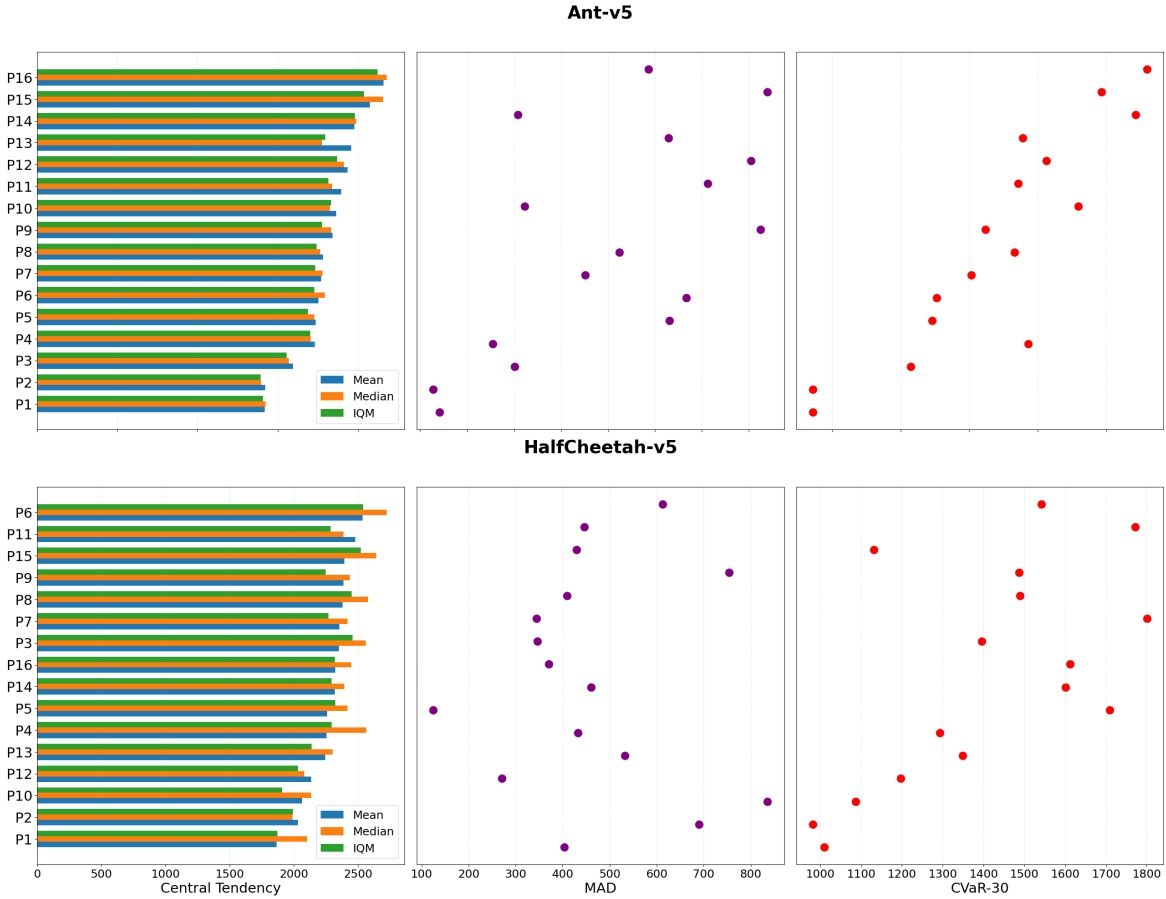 Ant-v5
P16
P15
P14
P13
P12
P11
P10
P9
P8
P7
P6
P5
P4
P3
P2
P1
Mean
Median
IQM
HalfCheetah-v5
P6
P11
P15
P9
P8
P7
P3
P16
P14
P5
P4
P13
P12
P10
P2
P1
Mean
Median
IQM
0 500 1000 1500 2000 2500
Central Tendency
100 200 300 400 500 600 700 800
MAD
1000 1100 1200 1300 1400 1500 1600 1700 1800
CVaR-30